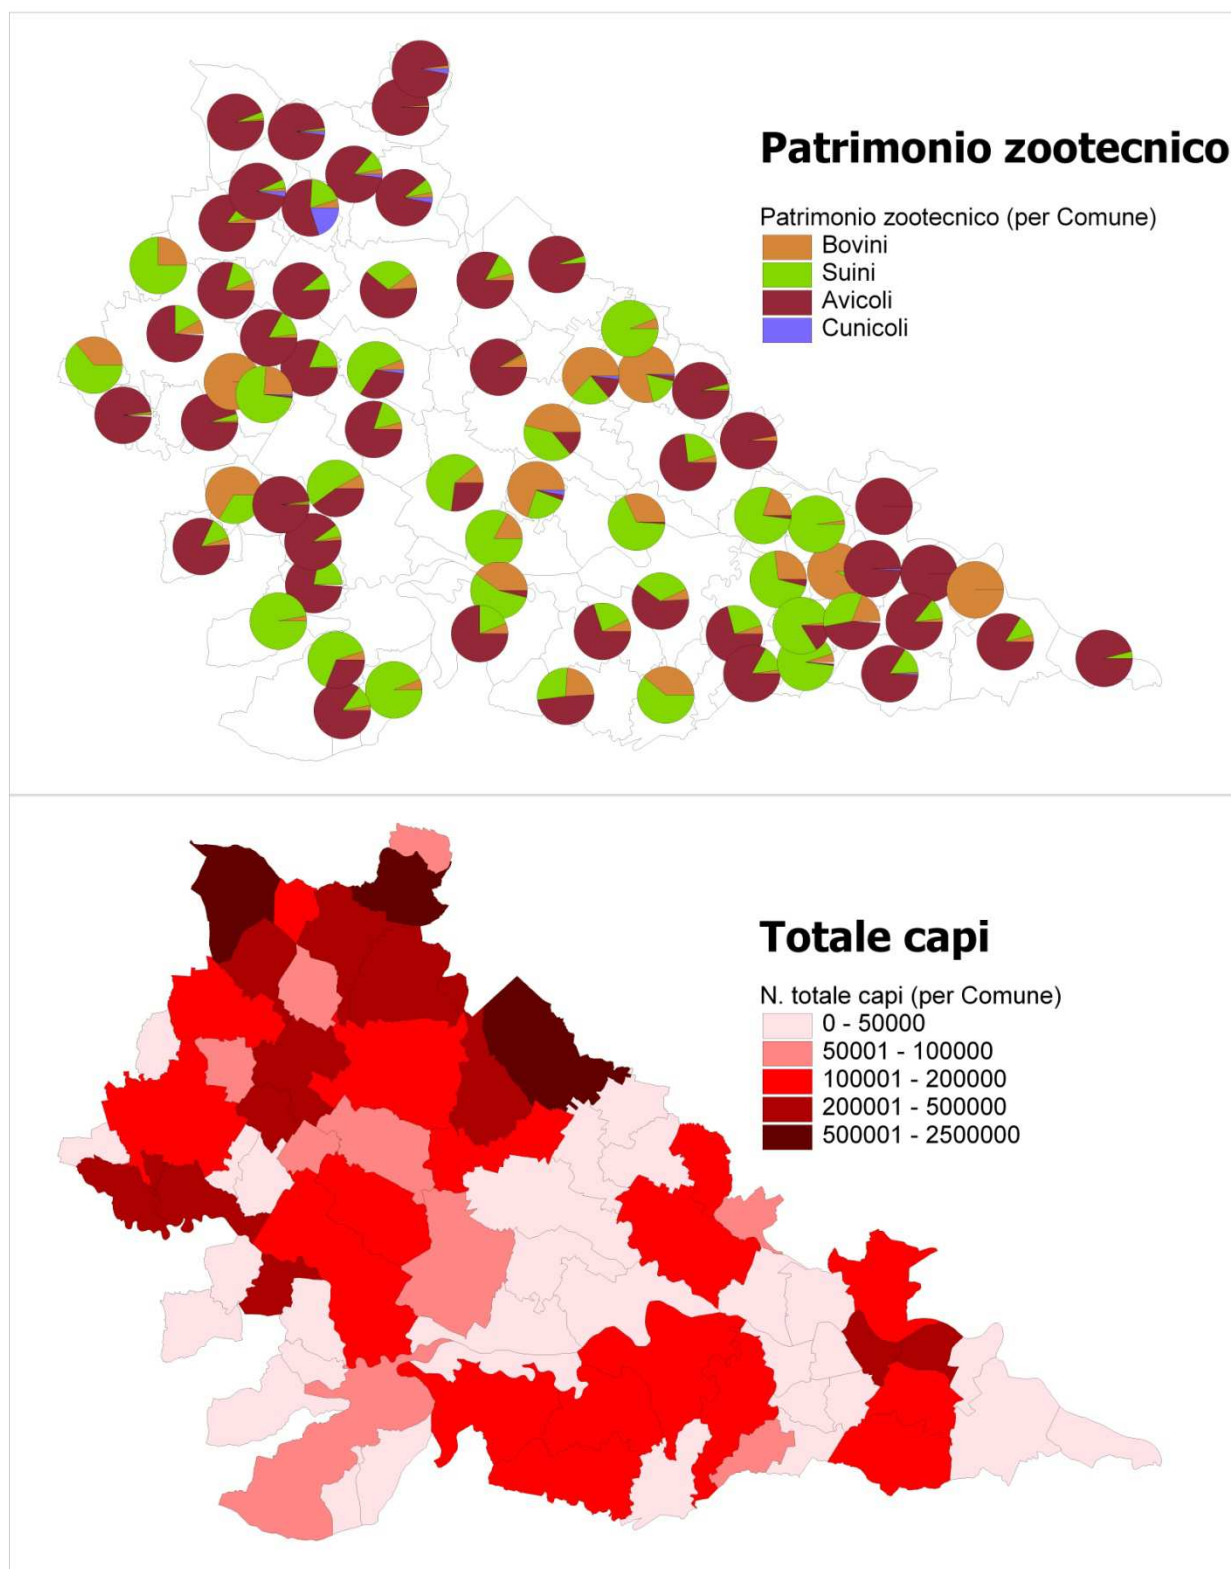 Patrimonio zootecnico
Patrimonio zootecnico (per Comune)
Bovini
Suini
Avicoli
Cunicoli
Totale capi
N. totale capi (per Comune)
0 - 50000
50001 - 100000
100001 - 200000
200001 - 500000
500001 - 2500000